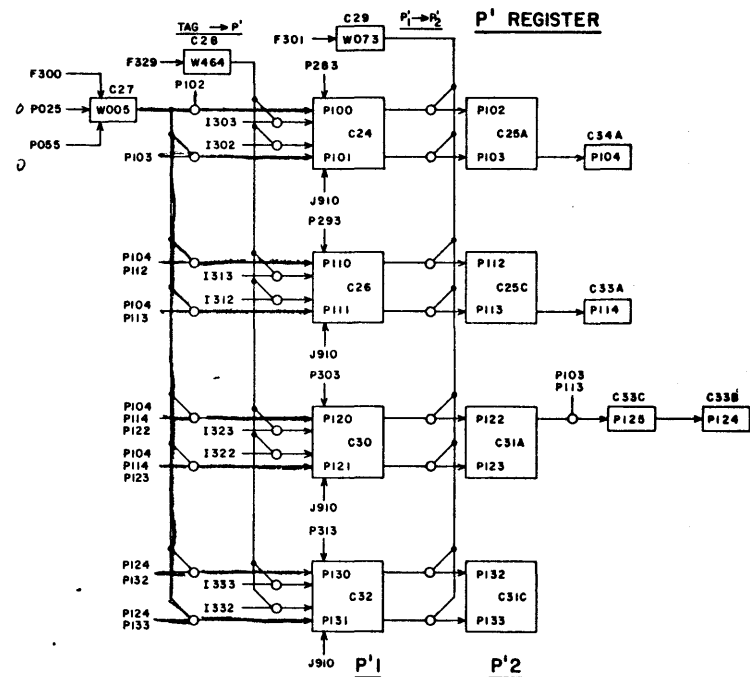 TAG → P'
P'1 → P'2
P' REGISTER
C28
C29
F301
W073
F329
W464
F300
P283
C27
P102
P025
W005
P100
P102
I303
C24
C25A
C34A
P055
I302
P103
P101
P103
P104
J910
P293
P104
P112
P110
P112
I313
C26
C25C
C33A
I312
P104
P113
P111
P113
P114
J910
P303
P103
P113
P104
P114
P122
P120
P122
C33C
C33B
I323
C30
C31A
P125
P124
I322
P104
P114
P123
P121
P123
J910
P313
P124
P132
P130
P132
I333
C32
C31C
I332
P124
P133
P131
P133
J910
P'1
P'2